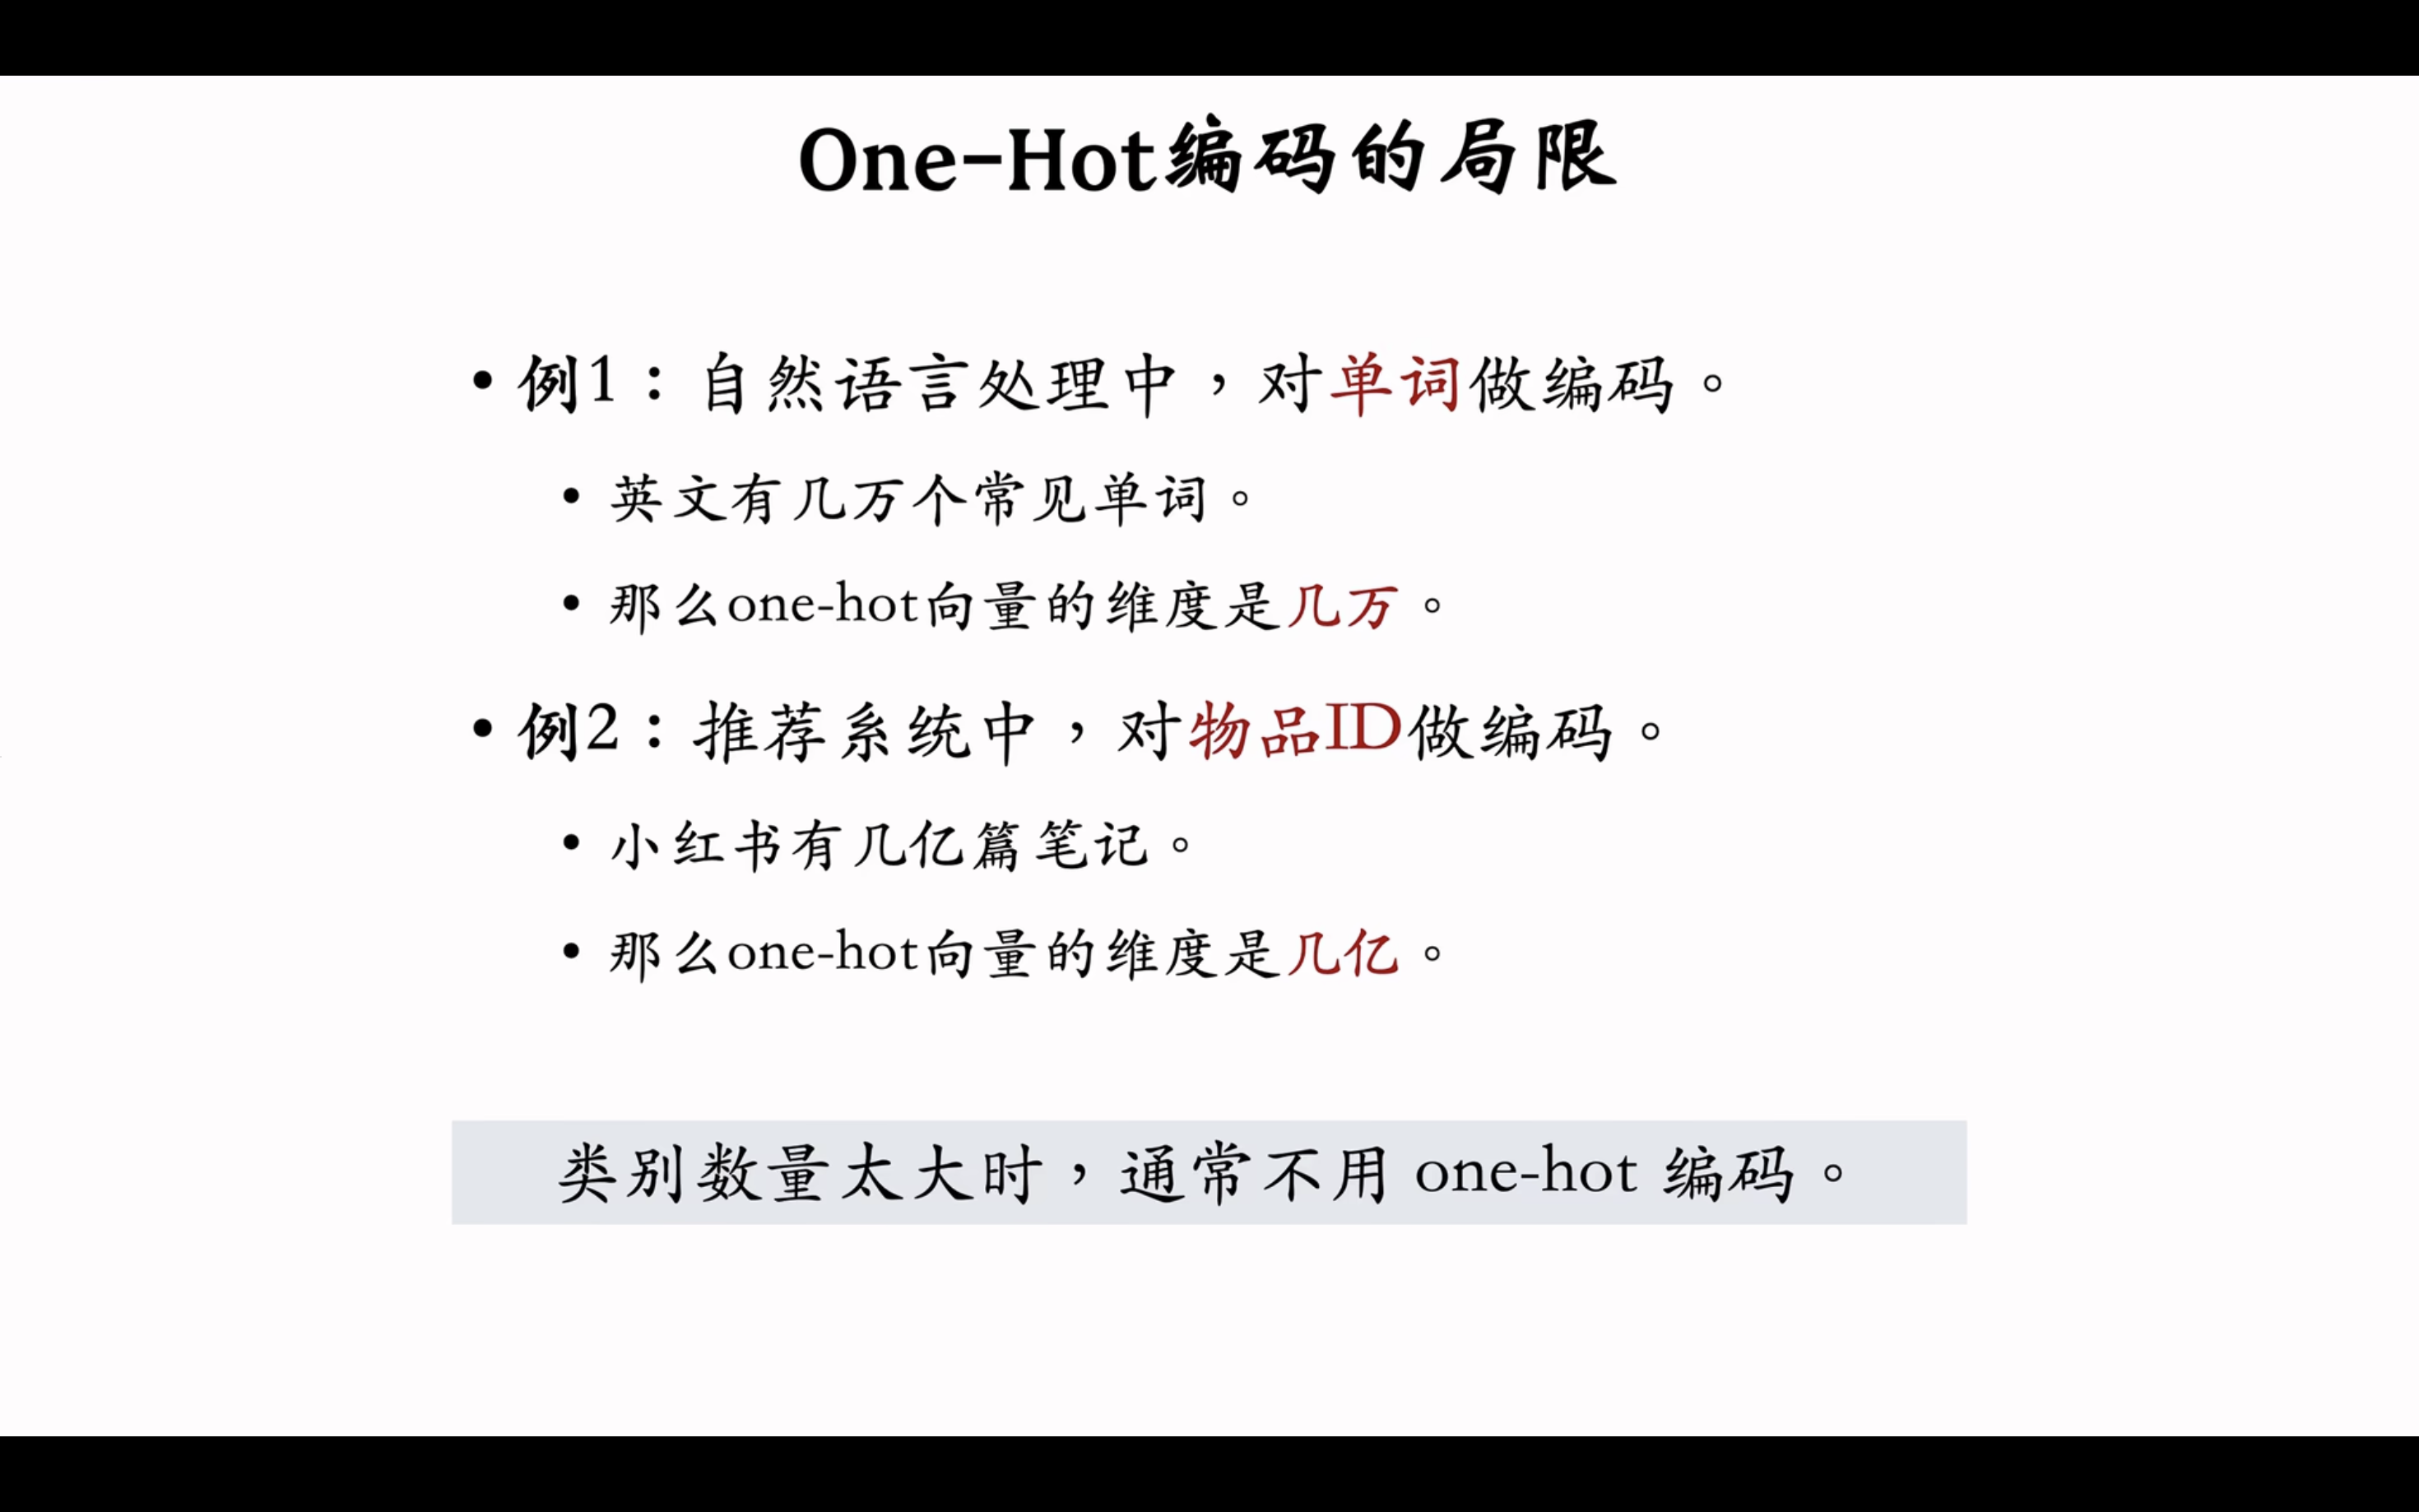 One-Hot编码的局限
• 例1：自然语言处理中，对单词做编码。
• 英文有几万个常见单词。
• 那么one-hot向量的维度是几万。
• 例2：推荐系统中，对物品ID做编码。
• 小红书有几亿篇笔记。
• 那么one-hot向量的维度是几亿。
类别数量太大时，通常不用 one-hot 编码。